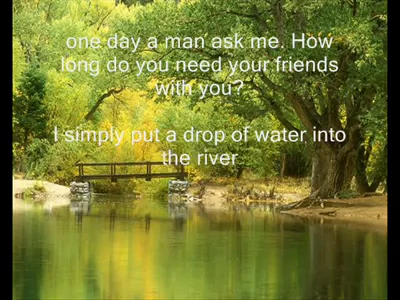 one day a man ask me. How
long do you need your friends
with you?
I simply put a drop of water into
the river